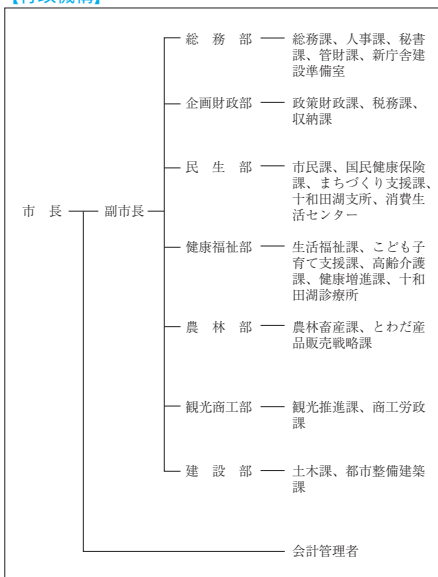 【行政機構】
総務部 総務課、人事課、秘書
課、管財課、新庁舎建
設準備室
企画財政部 政策財政課、税務課、
収納課
民生部 市民課、国民健康保険
課、まちづくり支援課、
十和田湖支所、消費生
活センター
市長 副市長
健康福祉部 生活福祉課、こども子
育て支援課、高齢介護
課、健康増進課、十和
田湖診療所
農林部 農林畜産課、とわだ産
品販売戦略課
観光商工部 観光推進課、商工労政
課
建設部 土木課、都市整備建築
課
会計管理者